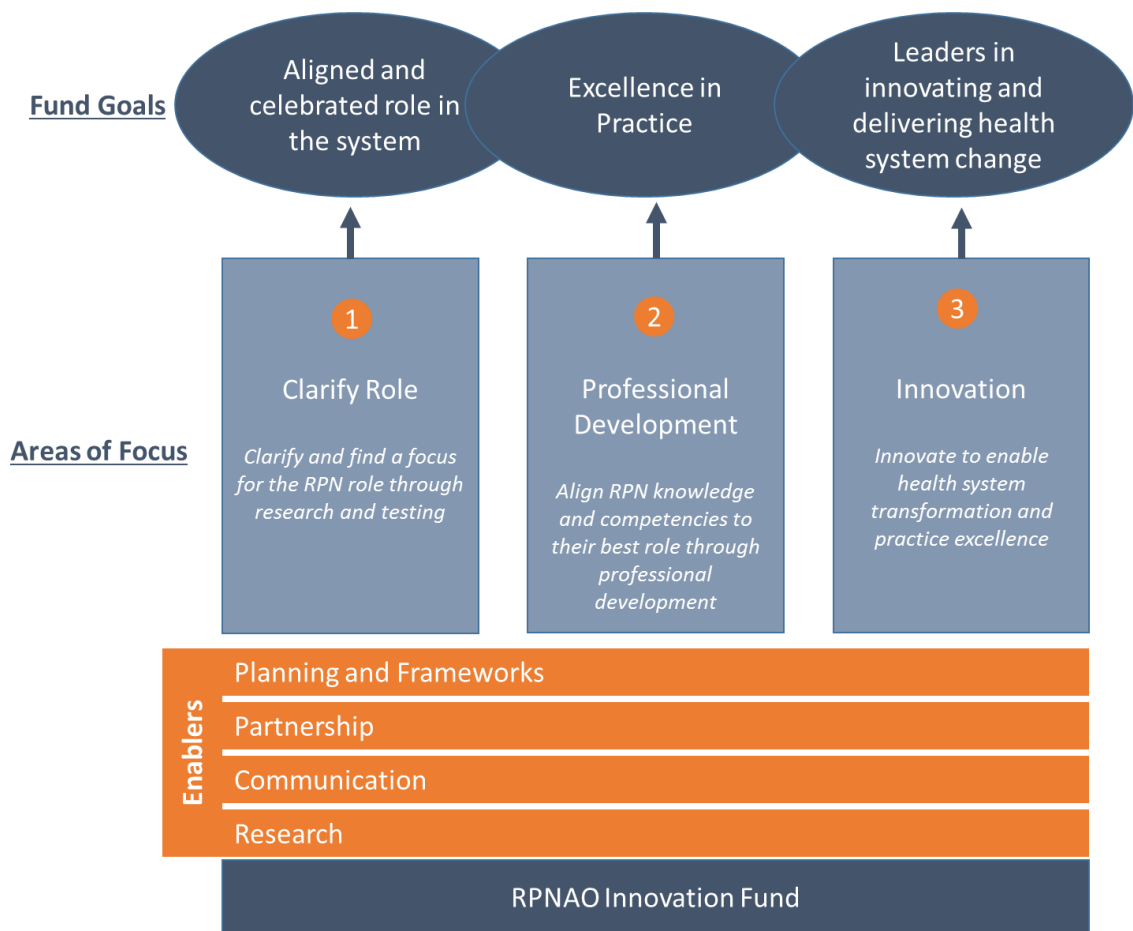 Fund Goals
Aligned and
celebrated role in
the system
Excellence in
Practice
Leaders in
innovating and
delivering health
system change
Areas of Focus
1
Clarify Role
Clarify and find a focus
for the RPN role through
research and testing
2
Professional
Development
Align RPN knowledge
and competencies to
their best role through
professional
development
3
Innovation
Innovate to enable
health system
transformation and
practice excellence
Enablers
Planning and Frameworks
Partnership
Communication
Research
RPNAO Innovation Fund